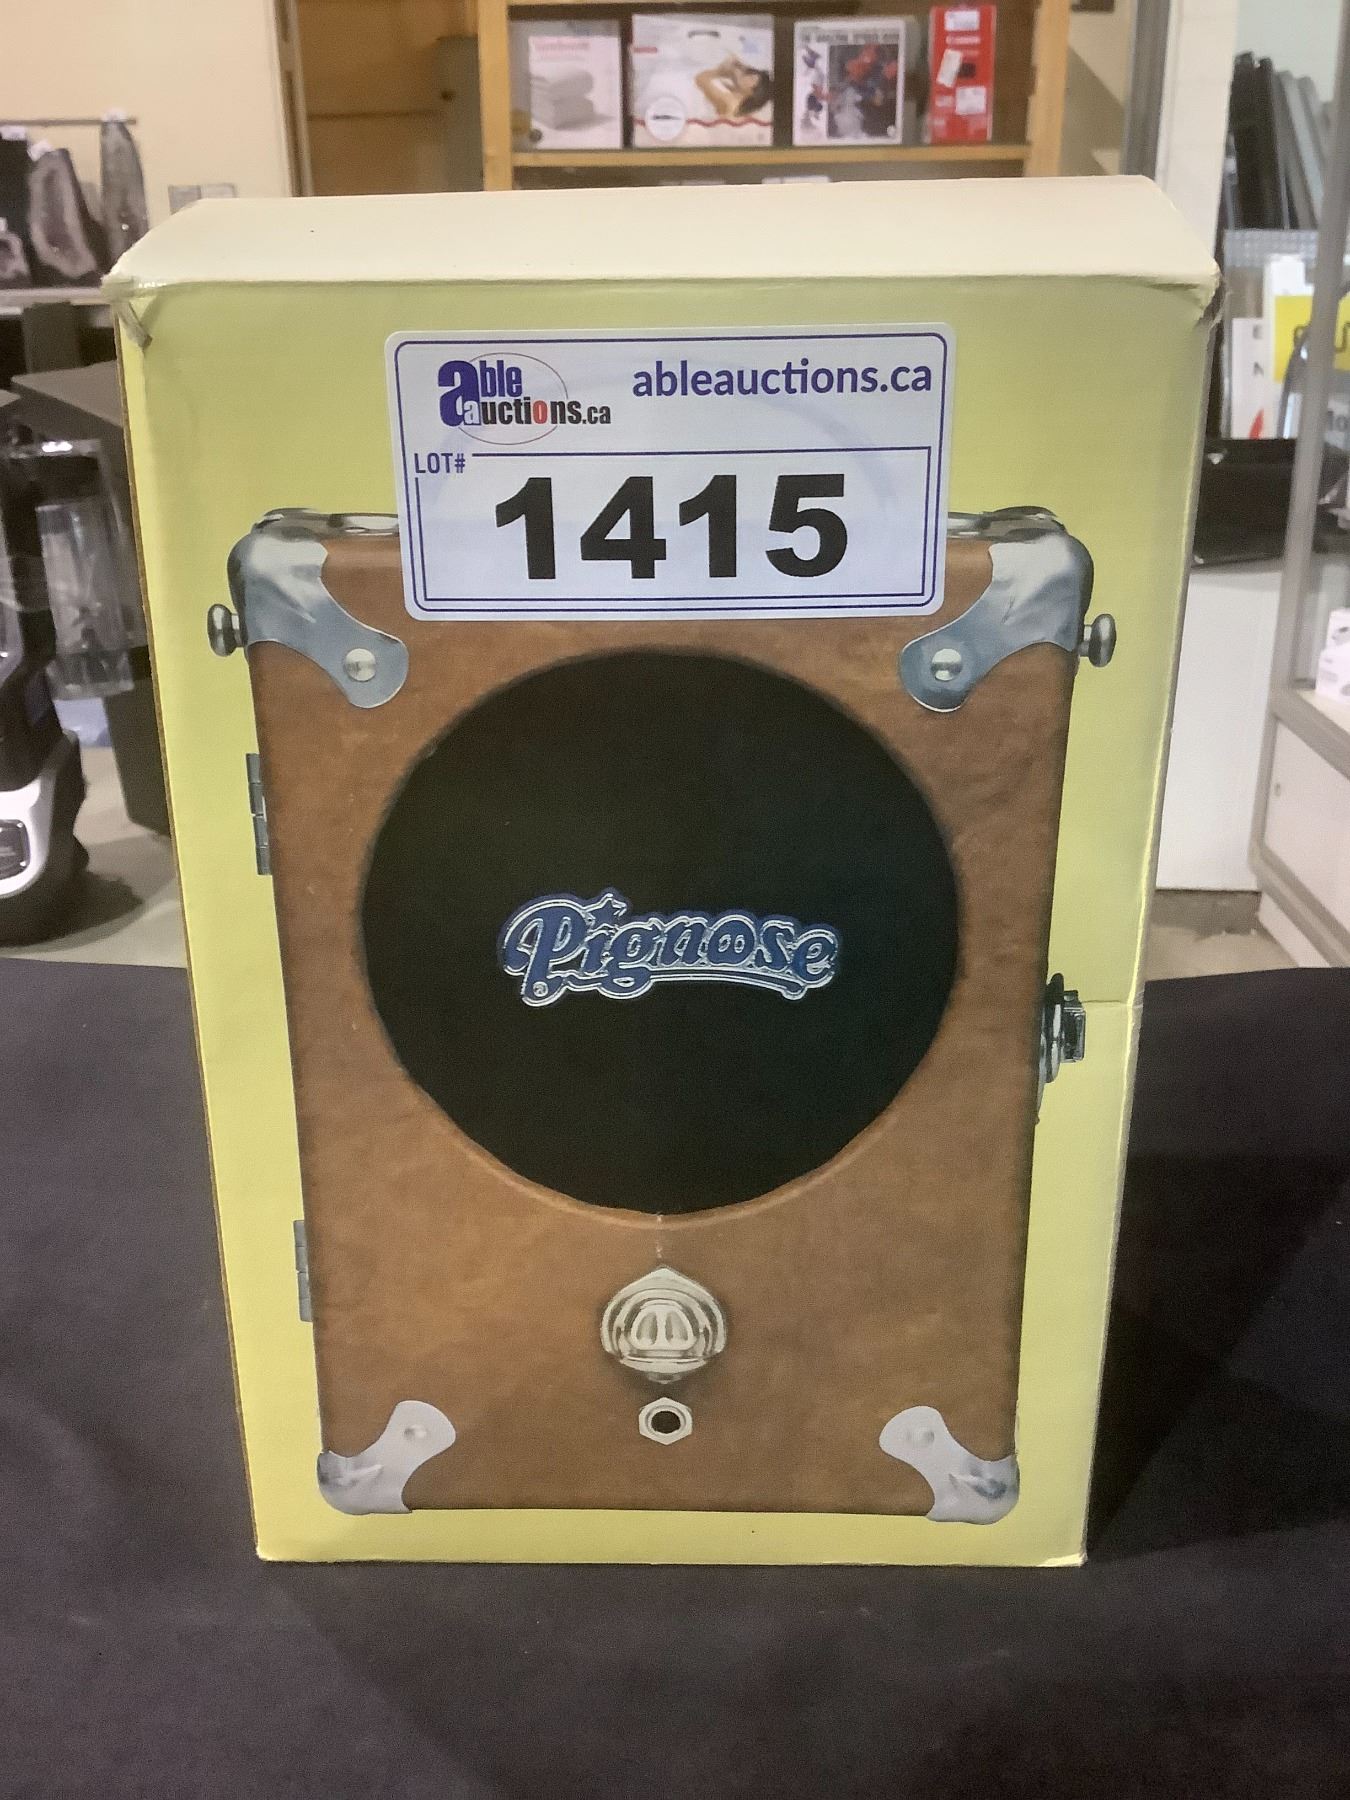 able
auctions.ca
ableauctions.ca
LOT#
1415
Pignose